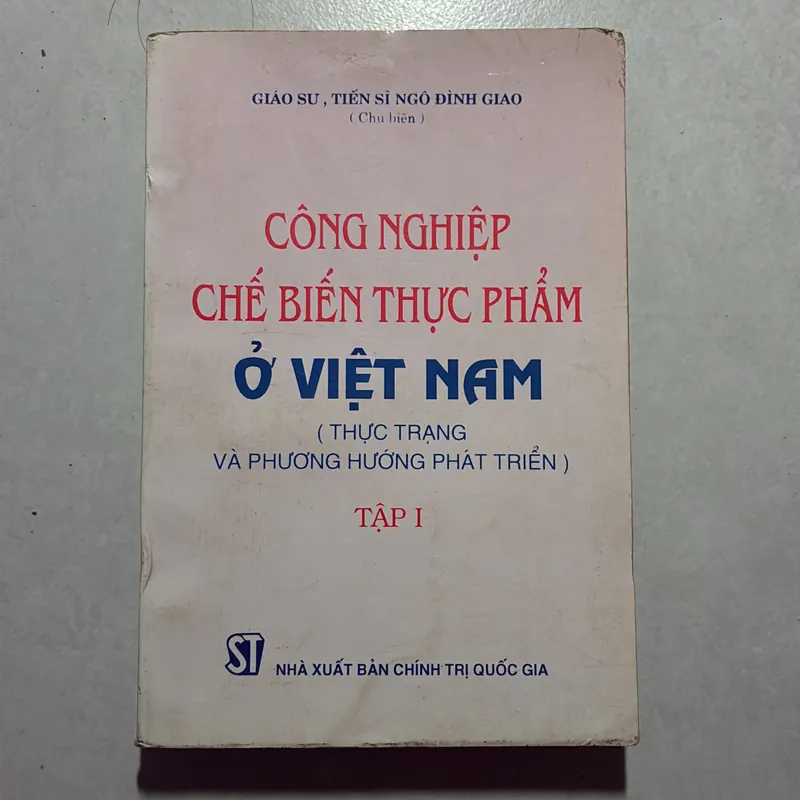 GIÁO SƯ, TIẾN SĨ NGÔ ĐÌNH GIAO
( Chủ biên )
CÔNG NGHIỆP
CHẾ BIẾN THỰC PHẨM
Ở VIỆT NAM
( THỰC TRẠNG
VÀ PHƯƠNG HƯỚNG PHÁT TRIỂN )
TẬP I
ST
NHÀ XUẤT BẢN CHÍNH TRỊ QUỐC GIA